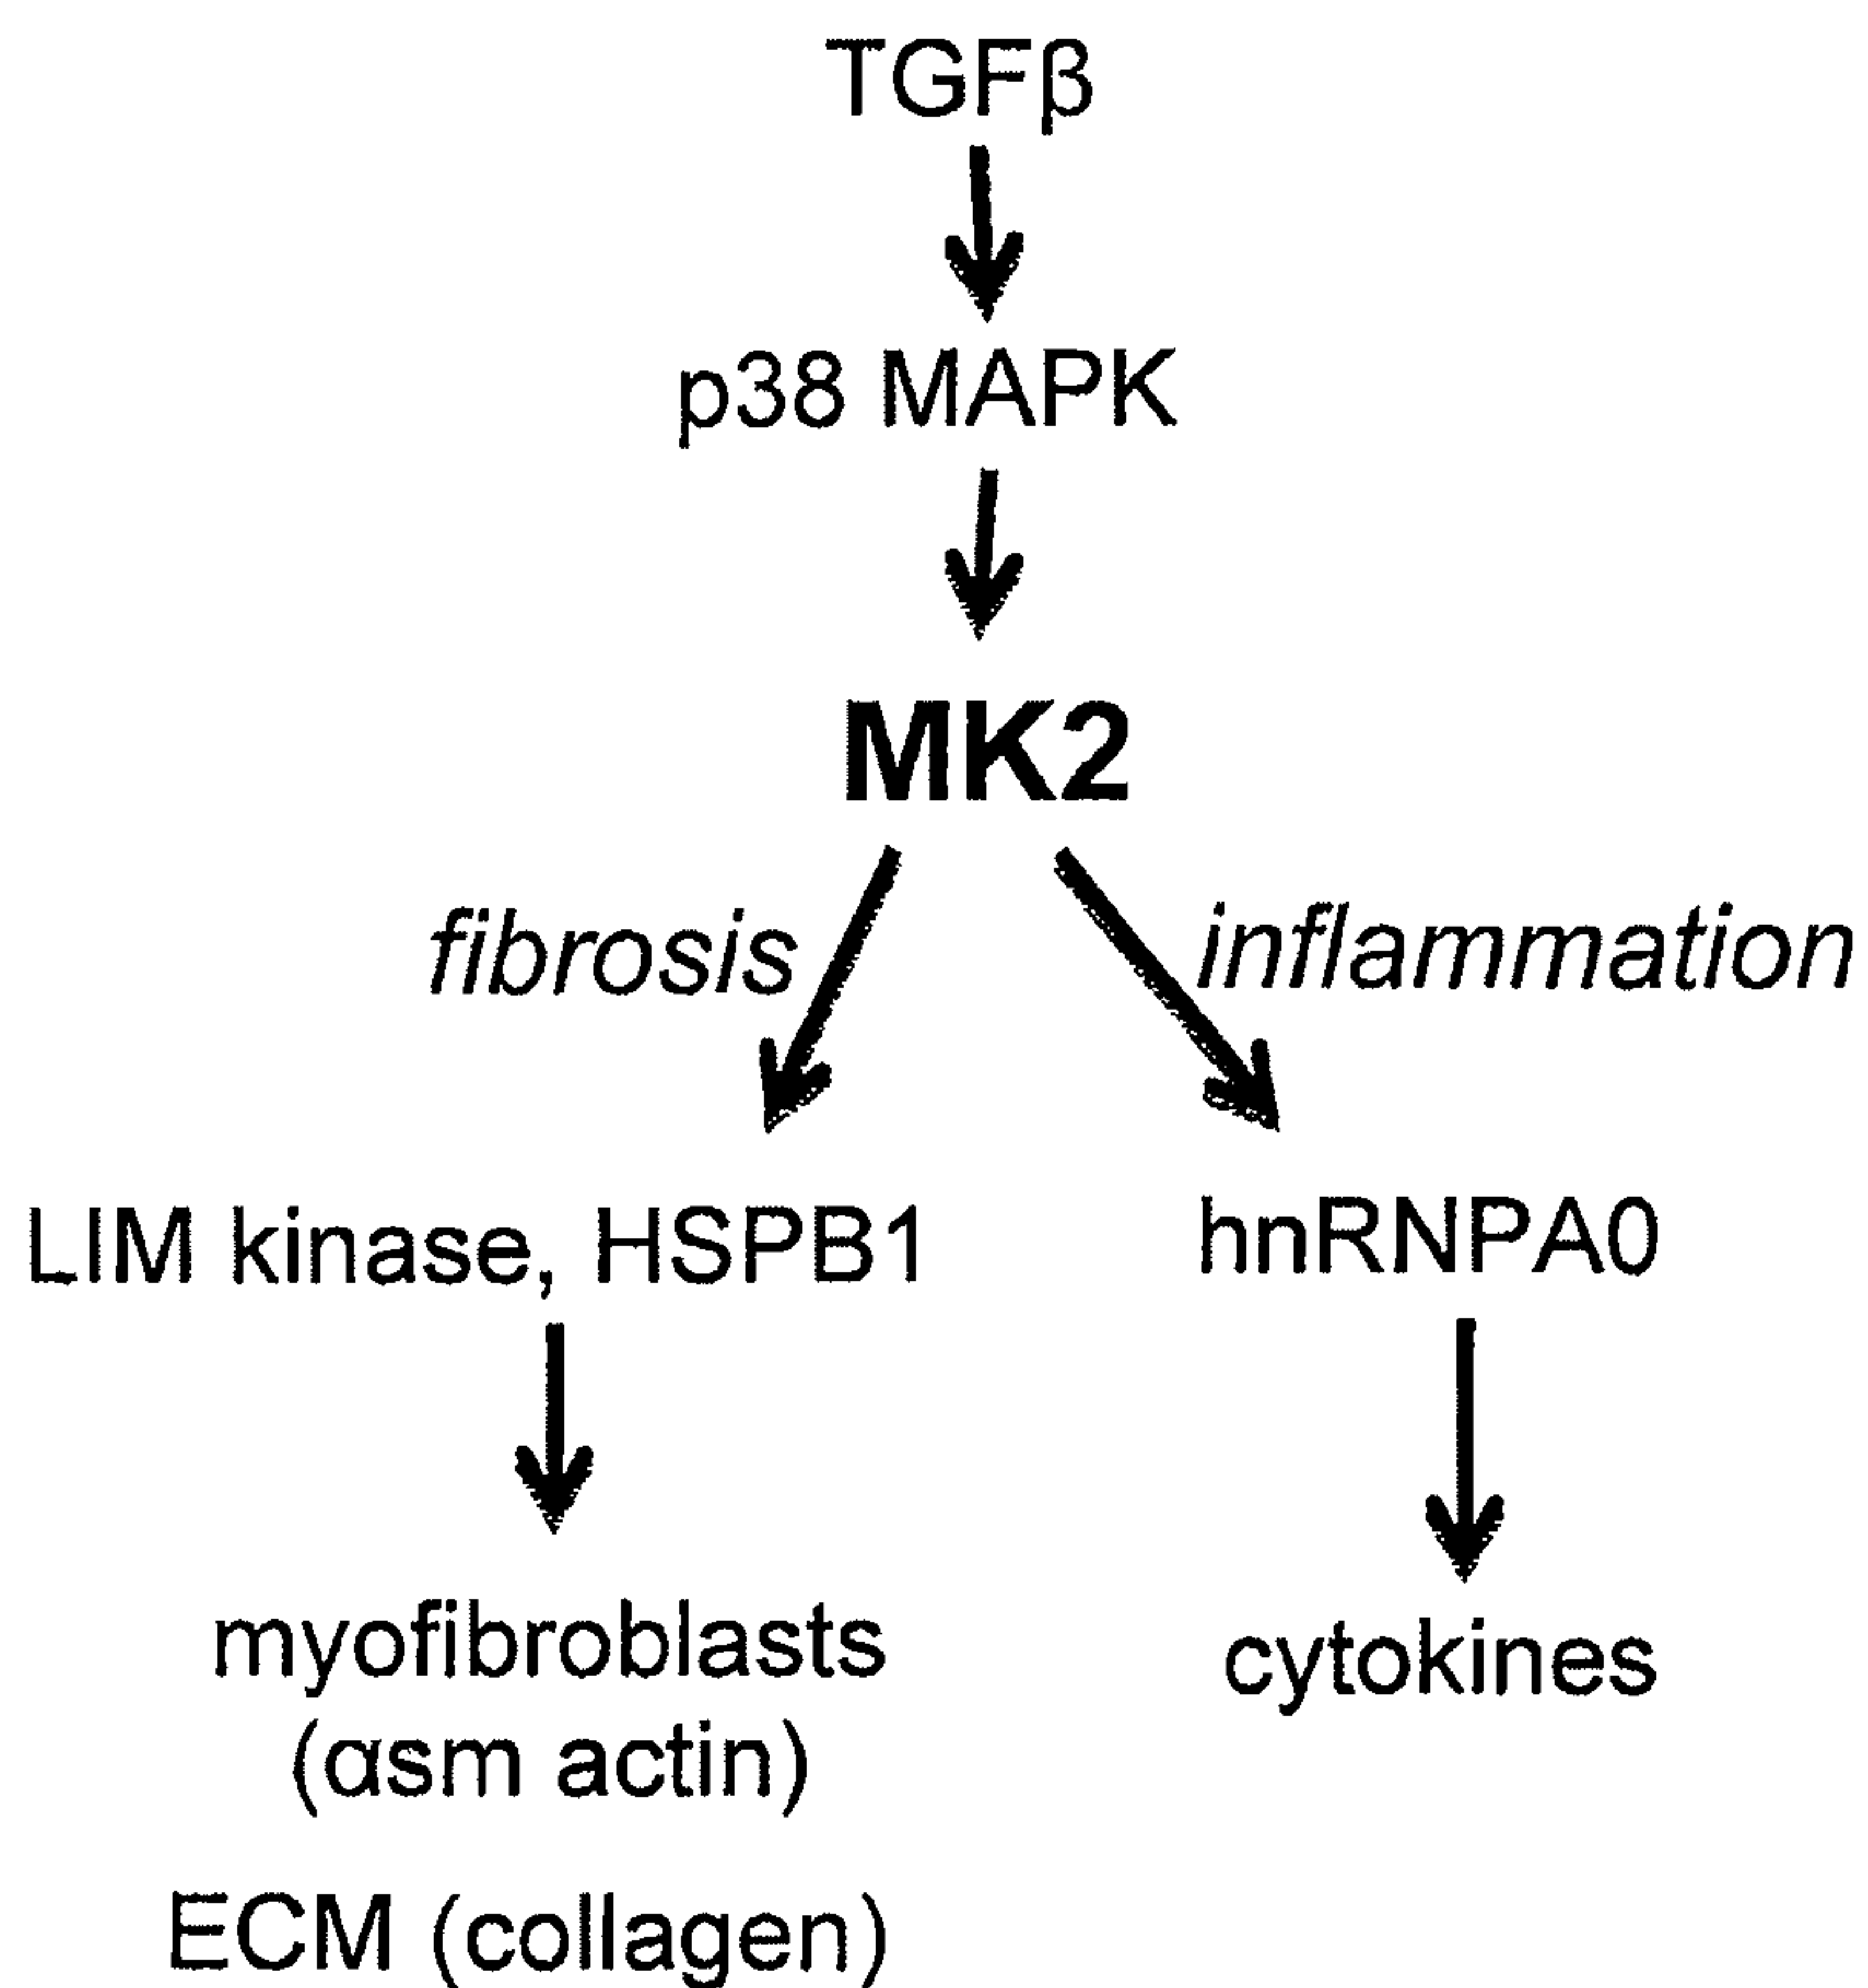 TGFβ
p38 MAPK
MK2
fibrosis
inflammation
LIM kinase, HSPB1
hnRNPA0
myofibroblasts
(αsm actin)
cytokines
ECM (collagen)